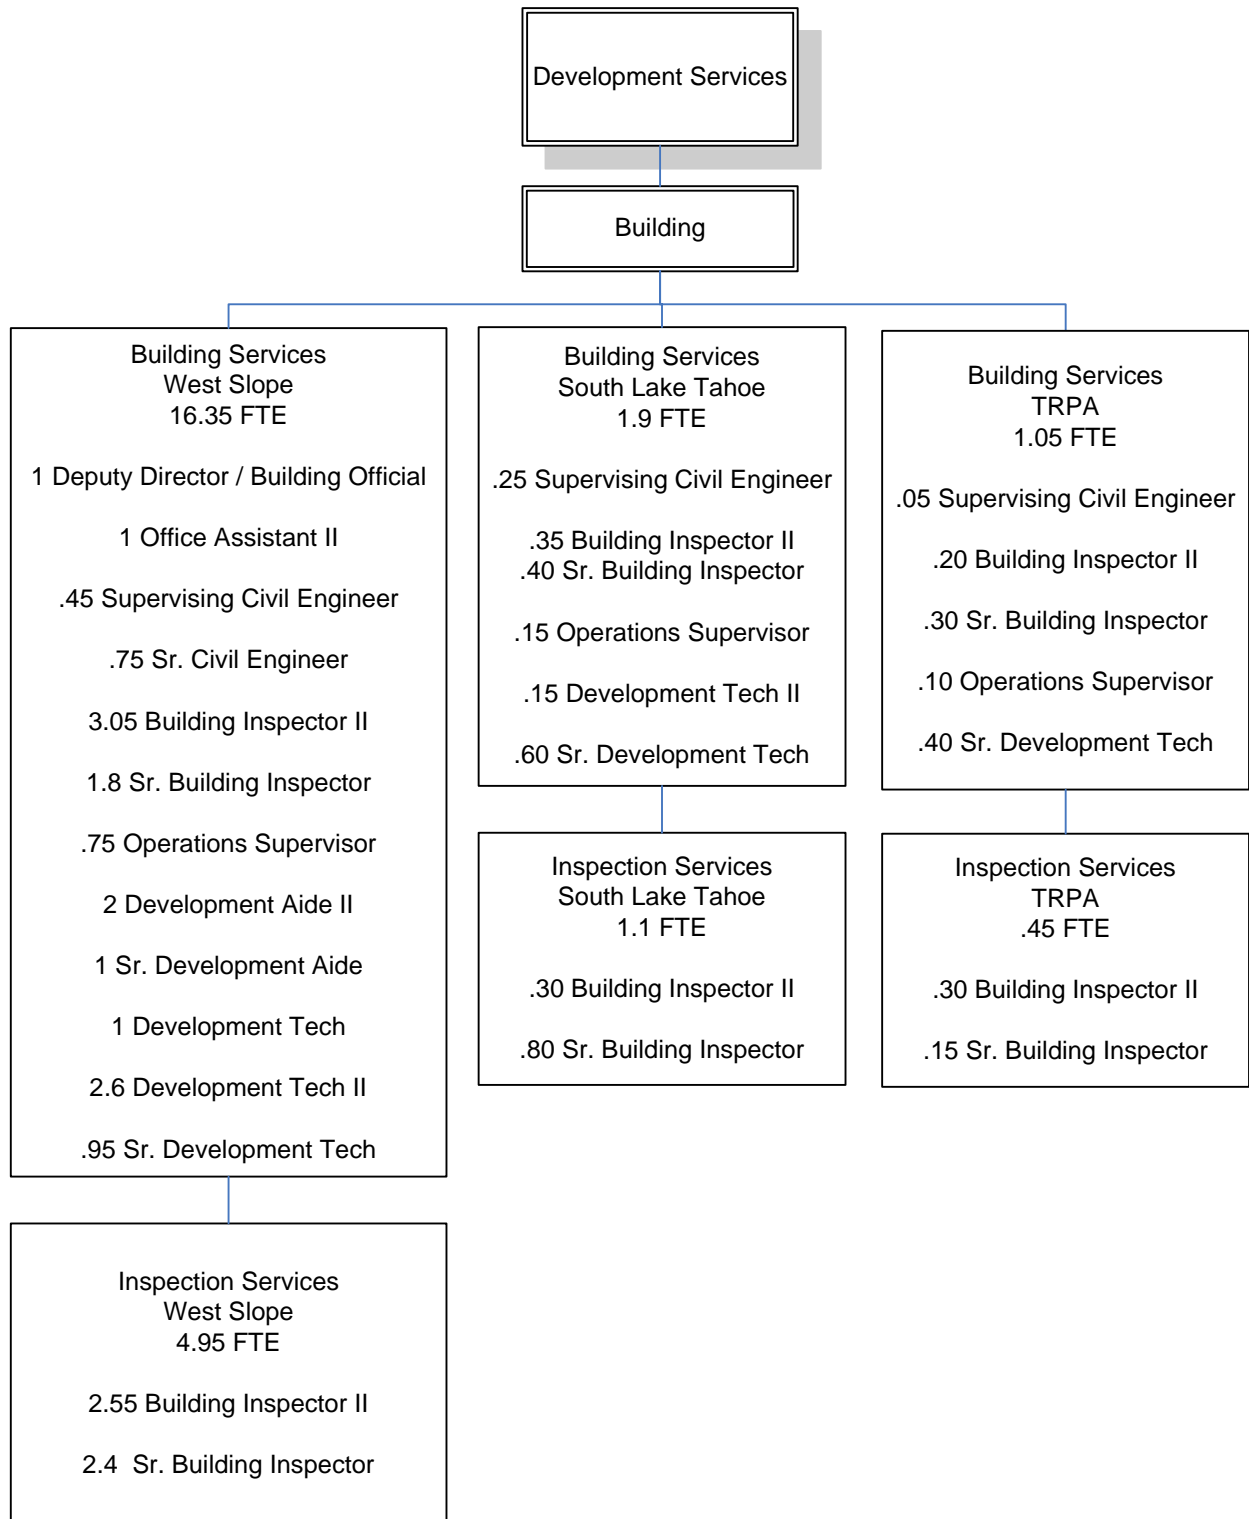 Development Services
Building
Building Services
West Slope
16.35 FTE
1 Deputy Director / Building Official
1 Office Assistant II
.45 Supervising Civil Engineer
.75 Sr. Civil Engineer
3.05 Building Inspector II
1.8 Sr. Building Inspector
.75 Operations Supervisor
2 Development Aide II
1 Sr. Development Aide
1 Development Tech
2.6 Development Tech II
.95 Sr. Development Tech
Inspection Services
West Slope
4.95 FTE
2.55 Building Inspector II
2.4 Sr. Building Inspector
Building Services
South Lake Tahoe
1.9 FTE
.25 Supervising Civil Engineer
.35 Building Inspector II
.40 Sr. Building Inspector
.15 Operations Supervisor
.15 Development Tech II
.60 Sr. Development Tech
Inspection Services
South Lake Tahoe
1.1 FTE
.30 Building Inspector II
.80 Sr. Building Inspector
Building Services
TRPA
1.05 FTE
.05 Supervising Civil Engineer
.20 Building Inspector II
.30 Sr. Building Inspector
.10 Operations Supervisor
.40 Sr. Development Tech
Inspection Services
TRPA
.45 FTE
.30 Building Inspector II
.15 Sr. Building Inspector